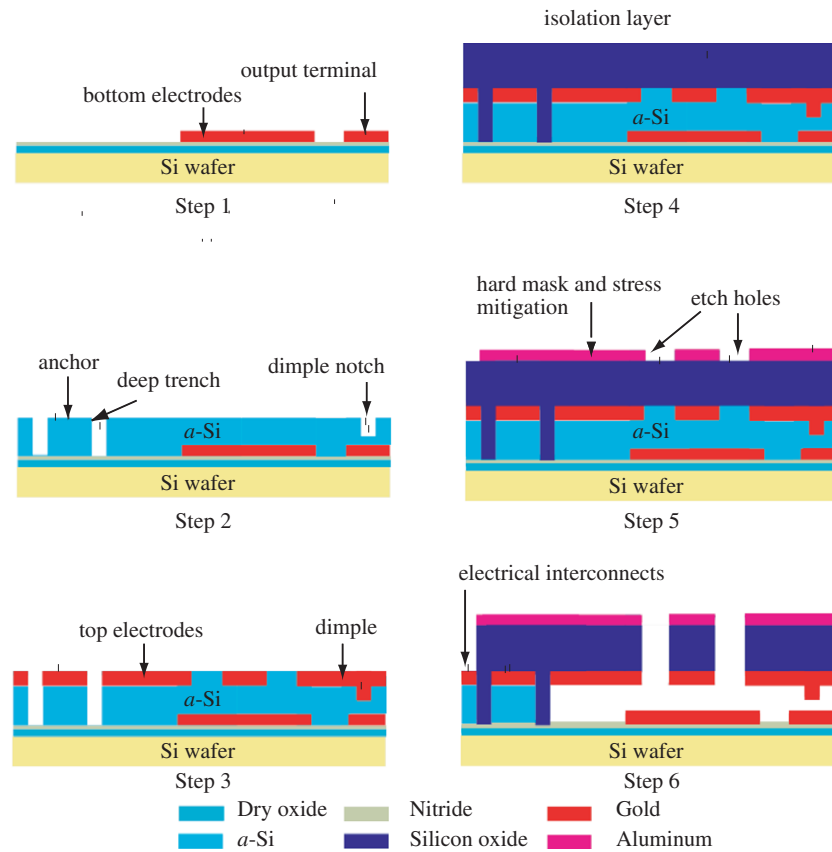 output terminal
bottom electrodes
Si wafer
Step 1
anchor
deep trench
dimple notch
a-Si
Si wafer
Step 2
top electrodes
dimple
a-Si
Si wafer
Step 3
isolation layer
a-Si
Si wafer
Step 4
hard mask and stress
mitigation
etch holes
a-Si
Si wafer
Step 5
electrical interconnects
Si wafer
Step 6
Dry oxide
Nitride
Gold
a-Si
Silicon oxide
Aluminum